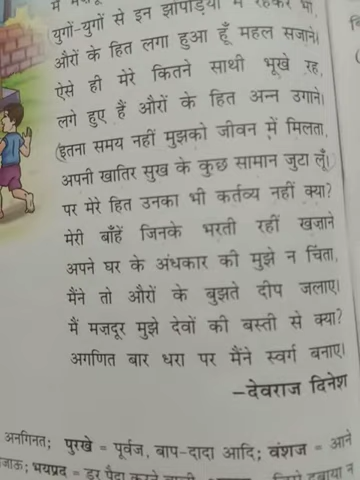 रहकर भी,
(युगों-युगों से इन झोंपड़ियों में
औरों के हित लगा हुआ हूँ महल सजाने।
ऐसे ही मेरे कितने साथी भूखे रह,
लगे हुए हैं औरों के हित अन्न उगाने।
(इतना समय नहीं मुझको जीवन में मिलता,
अपनी खातिर सुख के कुछ सामान जुटा लूँ।)
पर मेरे हित उनका भी कर्तव्य नहीं क्या?
मेरी बाँहें जिनके भरती रहीं खज़ाने
अपने घर के अंधकार की मुझे न चिंता,
मैंने तो औरों के बुझते दीप जलाए।
मैं मज़दूर मुझे देवों की बस्ती से क्या?
अगणित बार धरा पर मैंने स्वर्ग बनाए।
–देवराज दिनेश
अनगिनत; पुरखे = पूर्वज, बाप-दादा आदि; वंशज = आने
जाऊ; भयप्रद = डर पैदा करने वाली